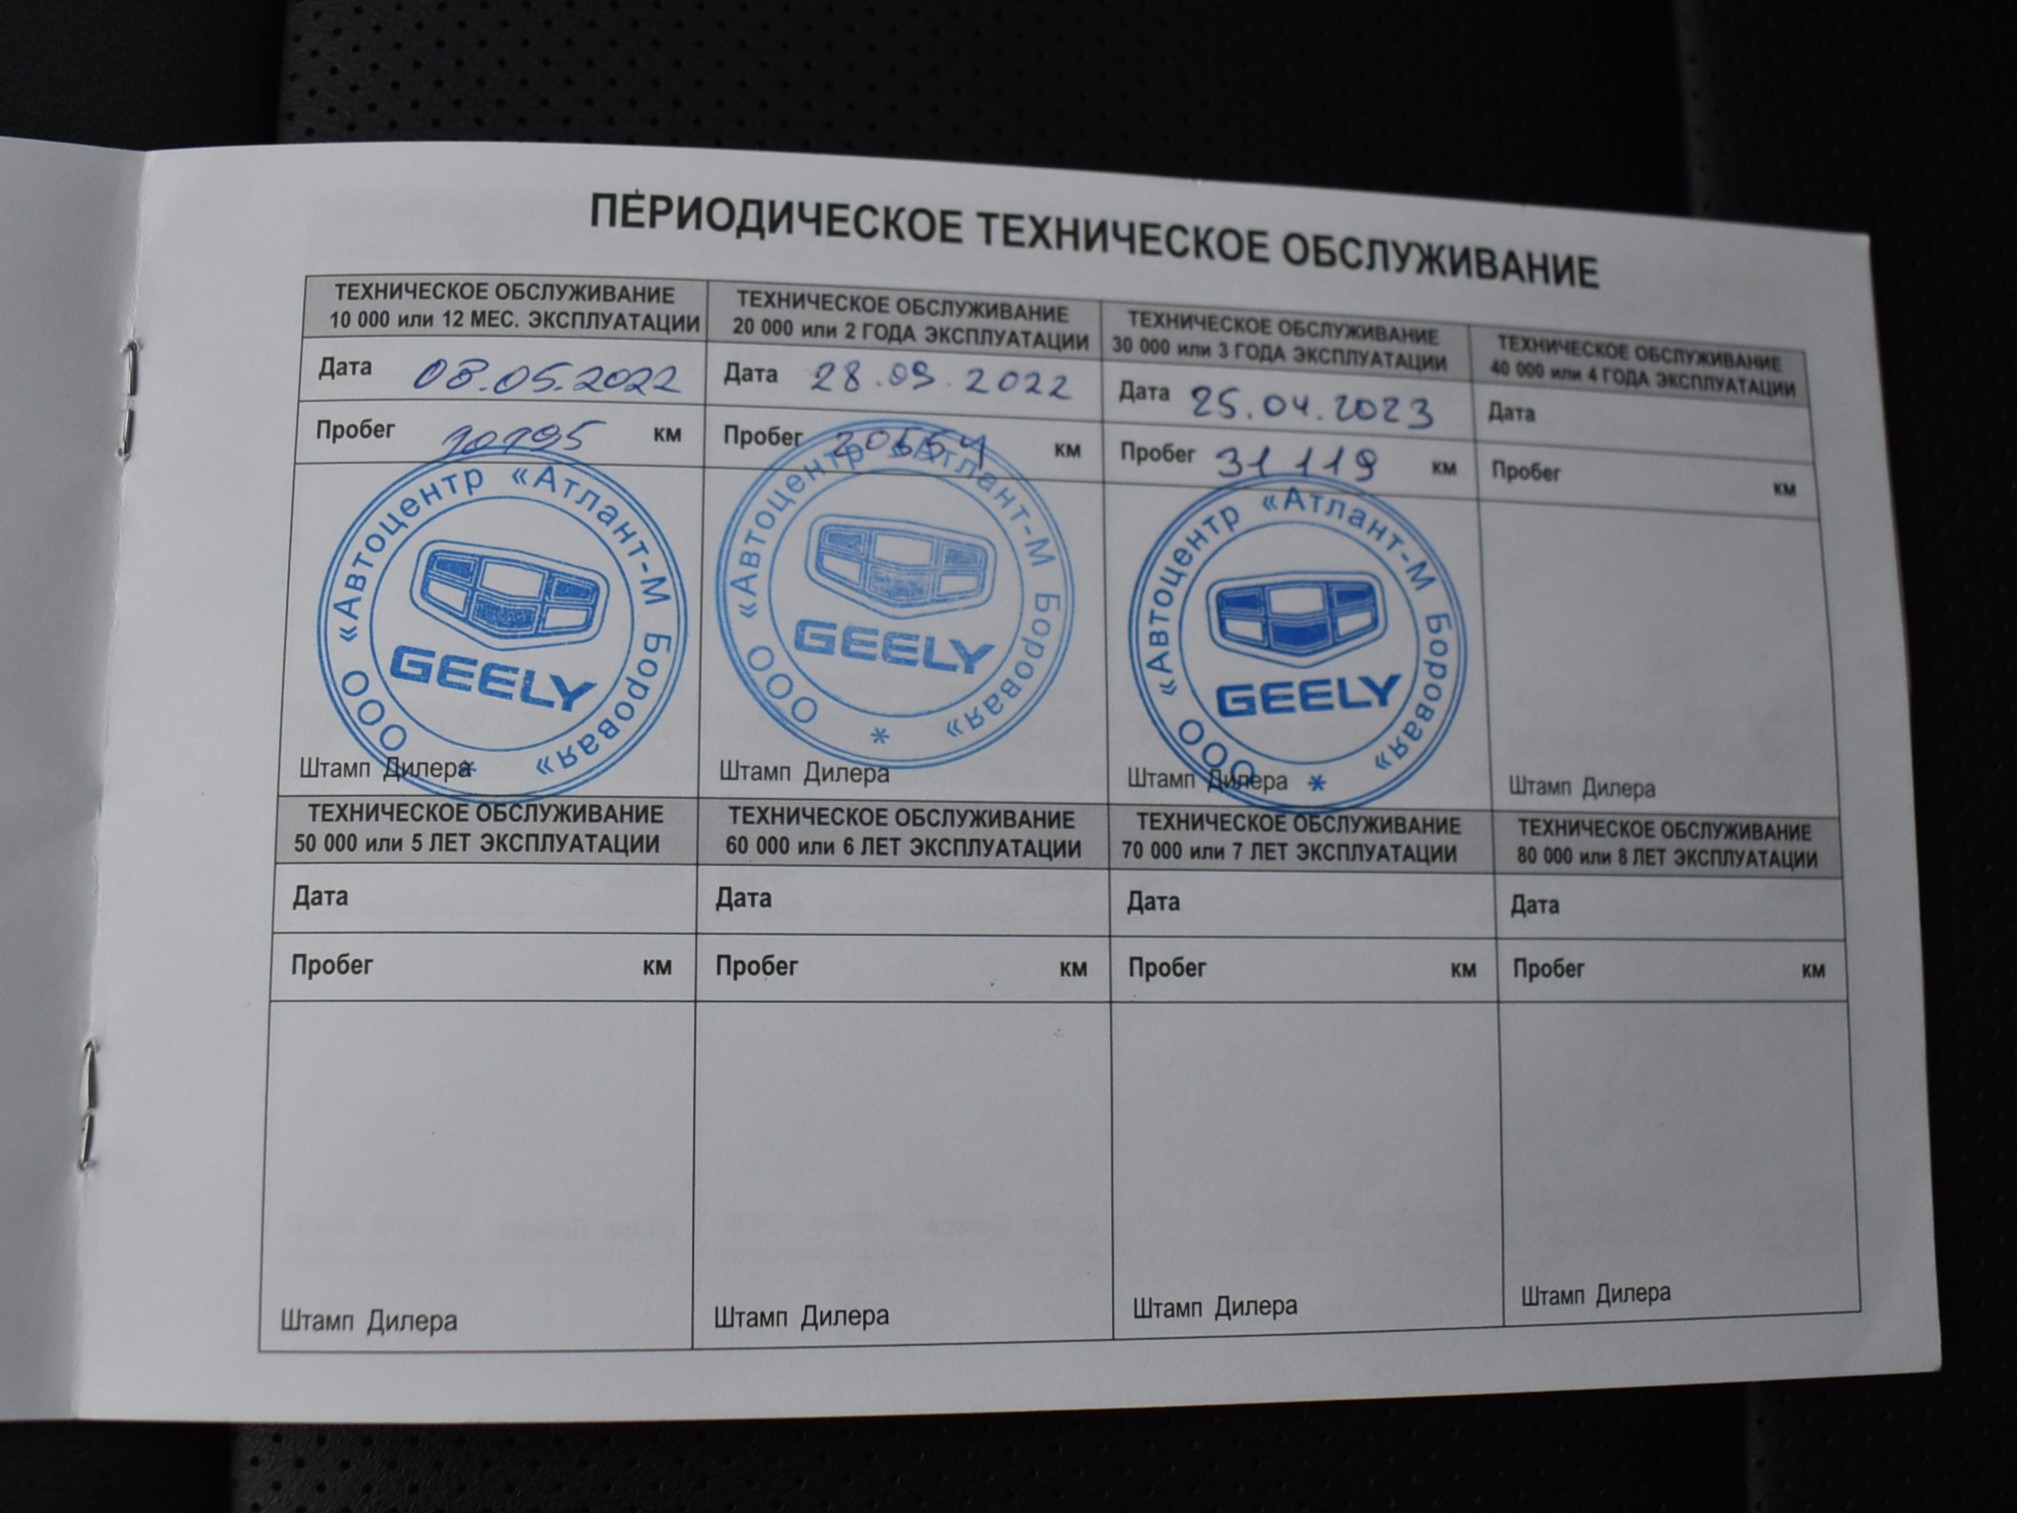 ПЕРИОДИЧЕСКОЕ ТЕХНИЧЕСКОЕ ОБСЛУЖИВАНИЕ
ТЕХНИЧЕСКОЕ ОБСЛУЖИВАНИЕ
10 000 или 12 МЕС. ЭКСПЛУАТАЦИИ
Дата 08.05.2022
Пробег км
ООО «Автоцентр «Атлант-М Боровая» *
GEELY
Штамп Дилера
ТЕХНИЧЕСКОЕ ОБСЛУЖИВАНИЕ
20 000 или 2 ГОДА ЭКСПЛУАТАЦИИ
Дата 28.09.2022
Пробег км
ООО «Автоцентр «Атлант-М Боровая» *
GEELY
Штамп Дилера
ТЕХНИЧЕСКОЕ ОБСЛУЖИВАНИЕ
30 000 или 3 ГОДА ЭКСПЛУАТАЦИИ
Дата 25.04.2023
Пробег 31 119 км
ООО «Автоцентр «Атлант-М Боровая» *
GEELY
Штамп Дилера
ТЕХНИЧЕСКОЕ ОБСЛУЖИВАНИЕ
40 000 или 4 ГОДА ЭКСПЛУАТАЦИИ
Дата
Пробег км
Штамп Дилера
ТЕХНИЧЕСКОЕ ОБСЛУЖИВАНИЕ
50 000 или 5 ЛЕТ ЭКСПЛУАТАЦИИ
Дата
Пробег км
Штамп Дилера
ТЕХНИЧЕСКОЕ ОБСЛУЖИВАНИЕ
60 000 или 6 ЛЕТ ЭКСПЛУАТАЦИИ
Дата
Пробег км
Штамп Дилера
ТЕХНИЧЕСКОЕ ОБСЛУЖИВАНИЕ
70 000 или 7 ЛЕТ ЭКСПЛУАТАЦИИ
Дата
Пробег км
Штамп Дилера
ТЕХНИЧЕСКОЕ ОБСЛУЖИВАНИЕ
80 000 или 8 ЛЕТ ЭКСПЛУАТАЦИИ
Дата
Пробег км
Штамп Дилера